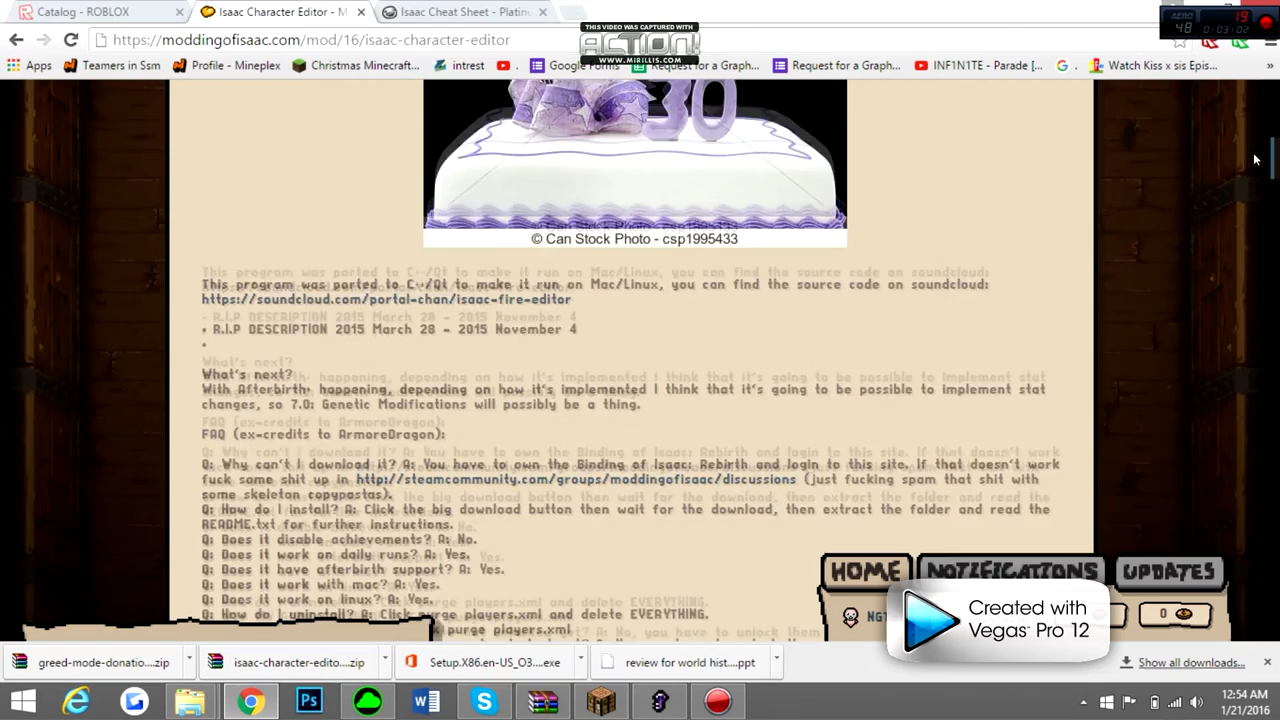 Catalog - ROBLOX
Isaac Character Editor - M
Isaac Cheat Sheet - Platin
THIS VIDEO WAS CAPTURED WITH
ACTION!
WWW.MIRILLIS.COM
AERO 48
19
0:03:02
Apps
Teamers in Ssm
Profile - Mineplex
interest
Google Forms
Request for a Graph...
Request for a Graph...
INF1N1TE - Parade [...
Watch Kiss x sis Epis...
30
© Can Stock Photo - csp1995433
This program was ported to C++/Qt to make it run on Mac/Linux, you can find the source code on soundcloud:
https://soundcloud.com/portal-chan/isaac-fire-editor
• R.I.P DESCRIPTION 2015 March 28 - 2015 November 4
•
What's next?
With Afterbirth+ happening, depending on how it's implemented I think that it's going to be possible to implement stat
changes, so 7.0: Genetic Modifications will possibly be a thing.
FAQ (ex-credits to ArmoreDragon):
Q: Why can't I download it? A: You have to own the Binding of Isaac: Rebirth and login to this site. If that doesn't work
fuck some shit up in http://steamcommunity.com/groups/moddingofisaac/discussions (just fucking spam that shit with
some skeleton copypastas).
Q: How do I install? A: Click the big download button then wait for the download, then extract the folder and read the
README.txt for further instructions.
Q: Does it disable achievements? A: No.
Q: Does it work on daily runs? A: Yes.
Q: Does it have afterbirth support? A: Yes.
Q: Does it work with mac? A: Yes.
Q: Does it work on linux? A: Yes.
Q: How do I uninstall? A: Click purge players.xml and delete EVERYTHING.
HOME
NOTIFICATIONS
UPDATES
0
Created with
Vegas Pro 12
greed-mode-donatio....zip
isaac-character-edito....zip
Setup.X86.en-US_O3....exe
review for world hist....ppt
Show all downloads...
12:54 AM
1/21/2016